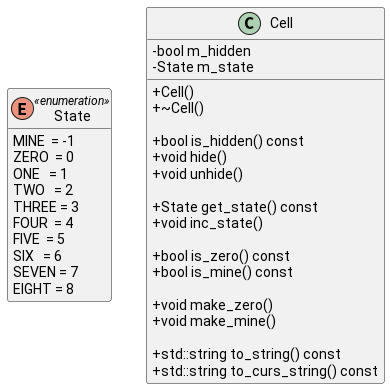 E «enumeration»
State
MINE = -1
ZERO = 0
ONE = 1
TWO = 2
THREE = 3
FOUR = 4
FIVE = 5
SIX = 6
SEVEN = 7
EIGHT = 8
C Cell
-bool m_hidden
-State m_state
+Cell()
+~Cell()
+bool is_hidden() const
+void hide()
+void unhide()
+State get_state() const
+void inc_state()
+bool is_zero() const
+bool is_mine() const
+void make_zero()
+void make_mine()
+std::string to_string() const
+std::string to_curs_string() const